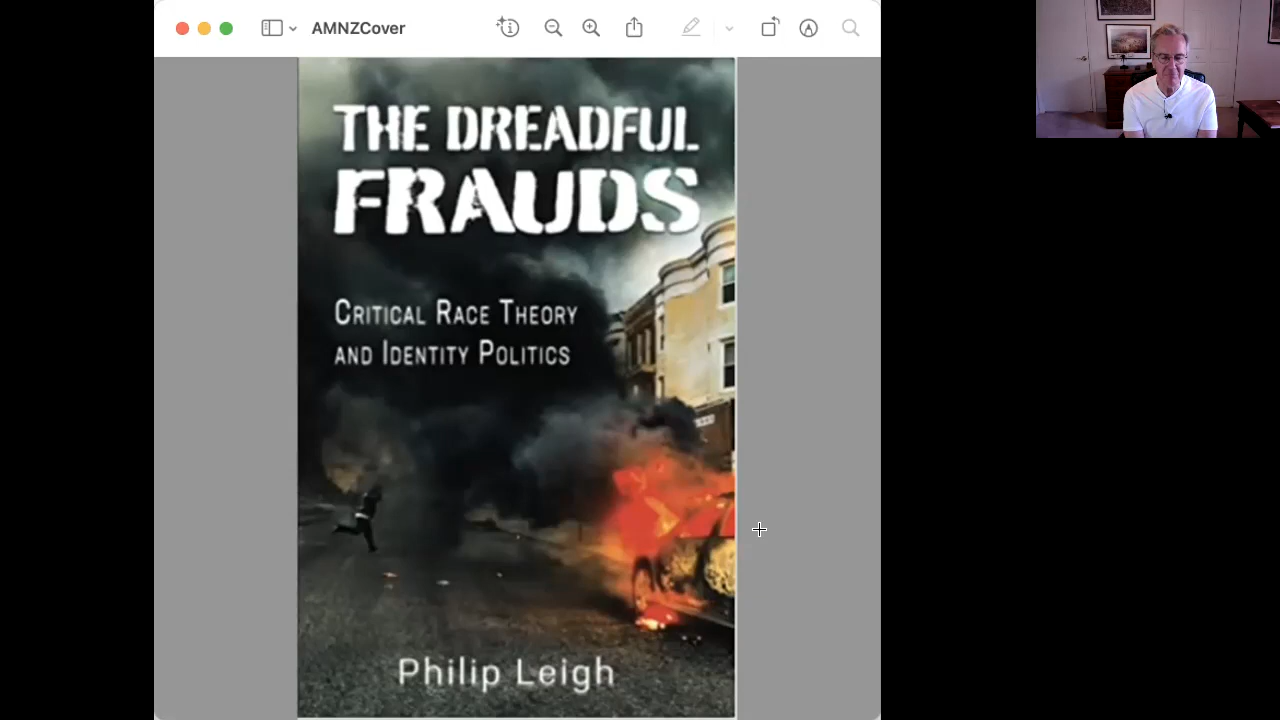 AMNZCover
THE DREADFUL
FRAUDS
CRITICAL RACE THEORY
AND IDENTITY POLITICS
Philip Leigh